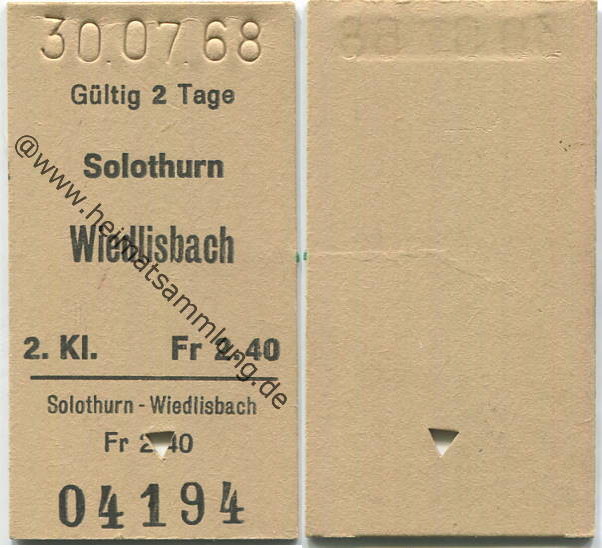 30.07.68
Gültig 2 Tage
Solothurn
Wiedlisbach
2. Kl. Fr 2.40
Solothurn - Wiedlisbach
Fr 2.40
04194
@www.heimatsammlung.de